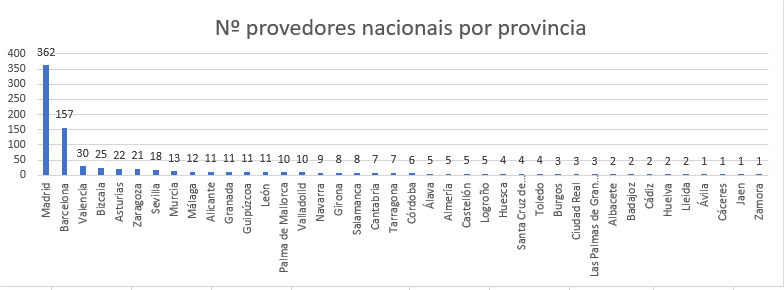 Nº provedores nacionais por provincia
400
350
300
250
200
150
100
50
0
362 157 30 25 22 21 18 13 12 11 11 11 11 10 10 9 8 8 7 7 6 5 5 5 5 4 4 4 3 3 3 2 2 2 2 2 1 1 1 1
Madrid
Barcelona
Valencia
Bizcaia
Asturias
Zaragoza
Sevilla
Murcia
Málaga
Alicante
Granada
Guipúzcoa
León
Palma de Mallorca
Valladolid
Navarra
Girona
Salamanca
Cantabria
Tarragona
Córdoba
Álava
Almería
Castellón
Logroño
Huesca
Santa Cruz de…
Toledo
Burgos
Ciudad Real
Las Palmas de Gran…
Albacete
Badajoz
Cádiz
Huelva
Lleida
Ávila
Cáceres
Jaen
Zamora